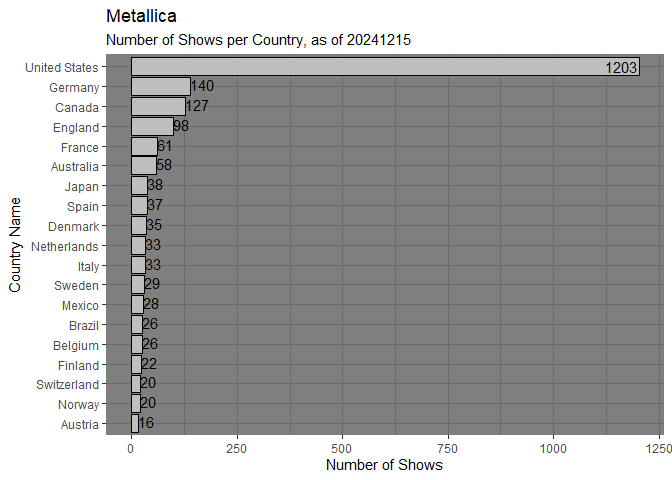 Metallica
Number of Shows per Country, as of 20241215
Country Name
United States 1203
Germany 140
Canada 127
England 98
France 61
Australia 58
Japan 38
Spain 37
Denmark 35
Netherlands 33
Italy 33
Sweden 29
Mexico 28
Brazil 26
Belgium 26
Finland 22
Switzerland 20
Norway 20
Austria 16
0 250 500 750 1000 1250
Number of Shows